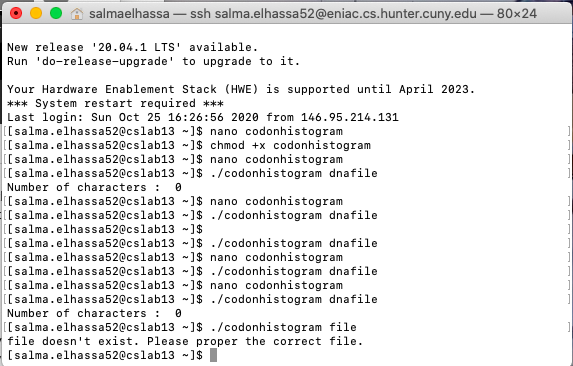 salmaelhassa — ssh salma.elhassa52@eniac.cs.hunter.cuny.edu — 80×24
New release '20.04.1 LTS' available.
Run 'do-release-upgrade' to upgrade to it.
Your Hardware Enablement Stack (HWE) is supported until April 2023.
*** System restart required ***
Last login: Sun Oct 25 16:26:56 2020 from 146.95.214.131
[[salma.elhassa52@cslab13 ~]$ nano codonhistogram ]
[[salma.elhassa52@cslab13 ~]$ chmod +x codonhistogram ]
[[salma.elhassa52@cslab13 ~]$ nano codonhistogram ]
[[salma.elhassa52@cslab13 ~]$ ./codonhistogram dnafile ]
Number of characters :  0
[[salma.elhassa52@cslab13 ~]$ nano codonhistogram ]
[[salma.elhassa52@cslab13 ~]$ ./codonhistogram dnafile ]
[[salma.elhassa52@cslab13 ~]$ ]
[[salma.elhassa52@cslab13 ~]$ ./codonhistogram dnafile ]
[[salma.elhassa52@cslab13 ~]$ nano codonhistogram ]
[[salma.elhassa52@cslab13 ~]$ ./codonhistogram dnafile ]
[[salma.elhassa52@cslab13 ~]$ nano codonhistogram ]
[[salma.elhassa52@cslab13 ~]$ ./codonhistogram dnafile ]
Number of characters :  0
[[salma.elhassa52@cslab13 ~]$ ./codonhistogram file ]
file doesn't exist. Please proper the correct file.
[salma.elhassa52@cslab13 ~]$